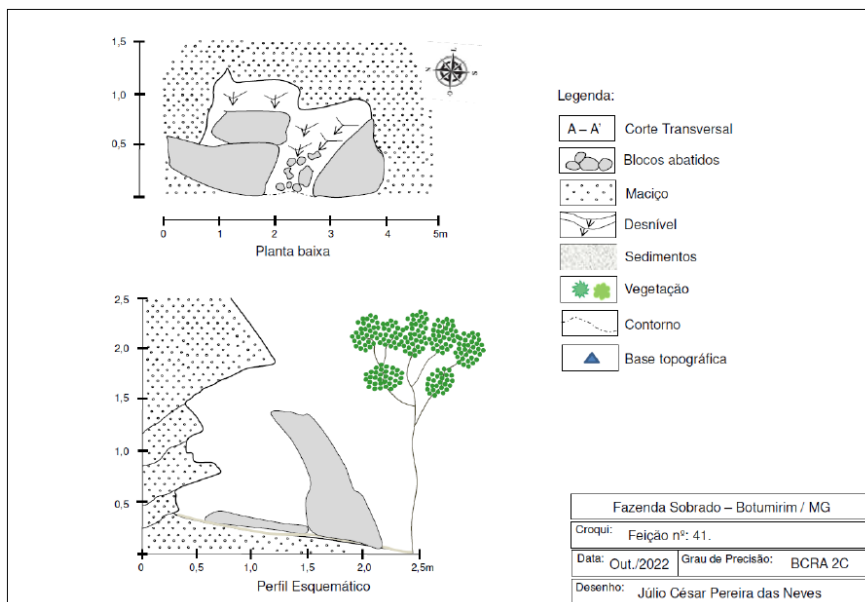 1,5
1,0
0,5
0
0 1 2 3 4 5m
Planta baixa
L
N S
O
2,5
2,0
1,5
1,0
0,5
0
0 0,5 1,0 1,5 2,0 2,5m
Perfil Esquemático
Legenda:
A – A' Corte Transversal
Blocos abatidos
Maciço
Desnível
Sedimentos
Vegetação
Contorno
Base topográfica
Fazenda Sobrado – Botumirim / MG
Croqui: Feição nº: 41.
Data: Out./2022 Grau de Precisão: BCRA 2C
Desenho: Júlio César Pereira das Neves